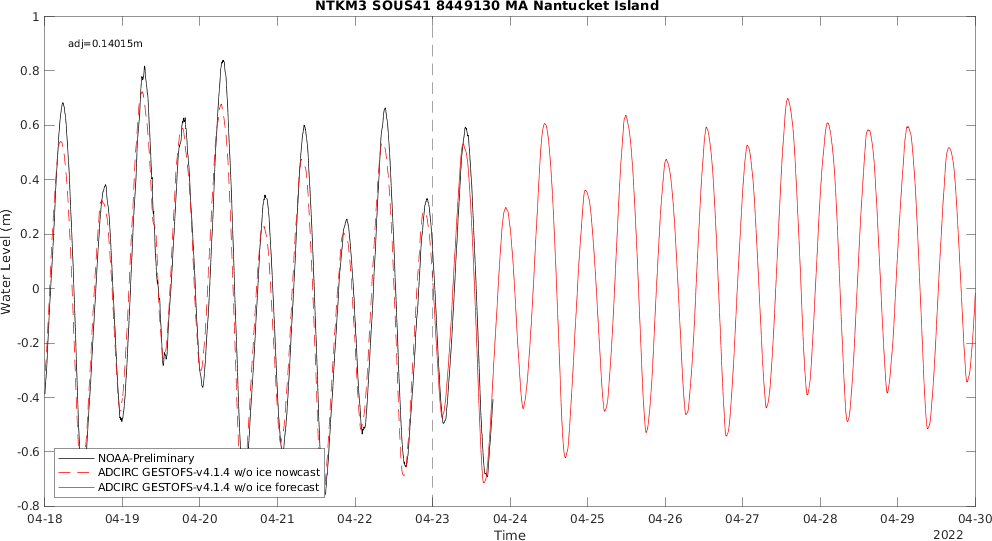 NTKM3 SOUS41 8449130 MA Nantucket Island
adj=0.14015m
1
0.8
0.6
0.4
0.2
0
-0.2
-0.4
-0.6
-0.8
Water Level (m)
NOAA-Preliminary
ADCIRC GESTOFS-v4.1.4 w/o ice nowcast
ADCIRC GESTOFS-v4.1.4 w/o ice forecast
04-18 04-19 04-20 04-21 04-22 04-23 04-24 04-25 04-26 04-27 04-28 04-29 04-30
Time
2022